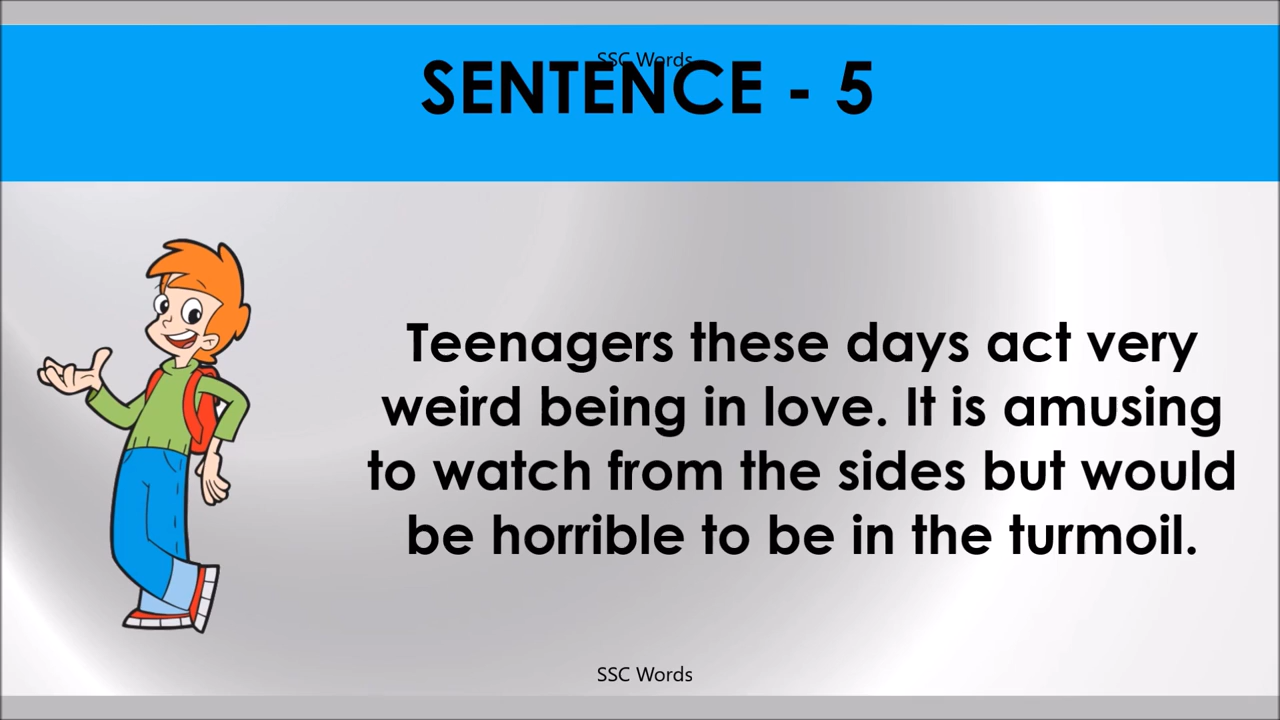 SSC Words
SENTENCE - 5
Teenagers these days act very
weird being in love. It is amusing
to watch from the sides but would
be horrible to be in the turmoil.
SSC Words